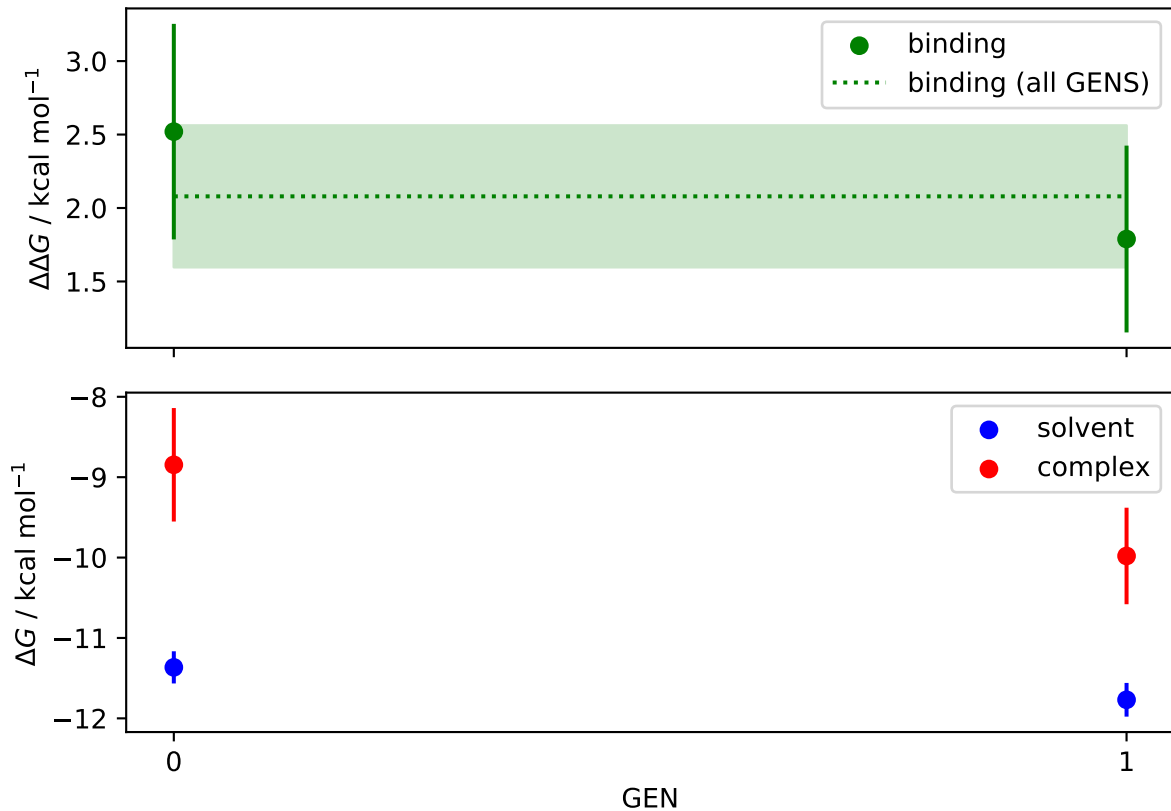 binding
binding (all GENS)
ΔΔG / kcal mol⁻¹
3.0
2.5
2.0
1.5
solvent
complex
ΔG / kcal mol⁻¹
−8
−9
−10
−11
−12
0 1
GEN